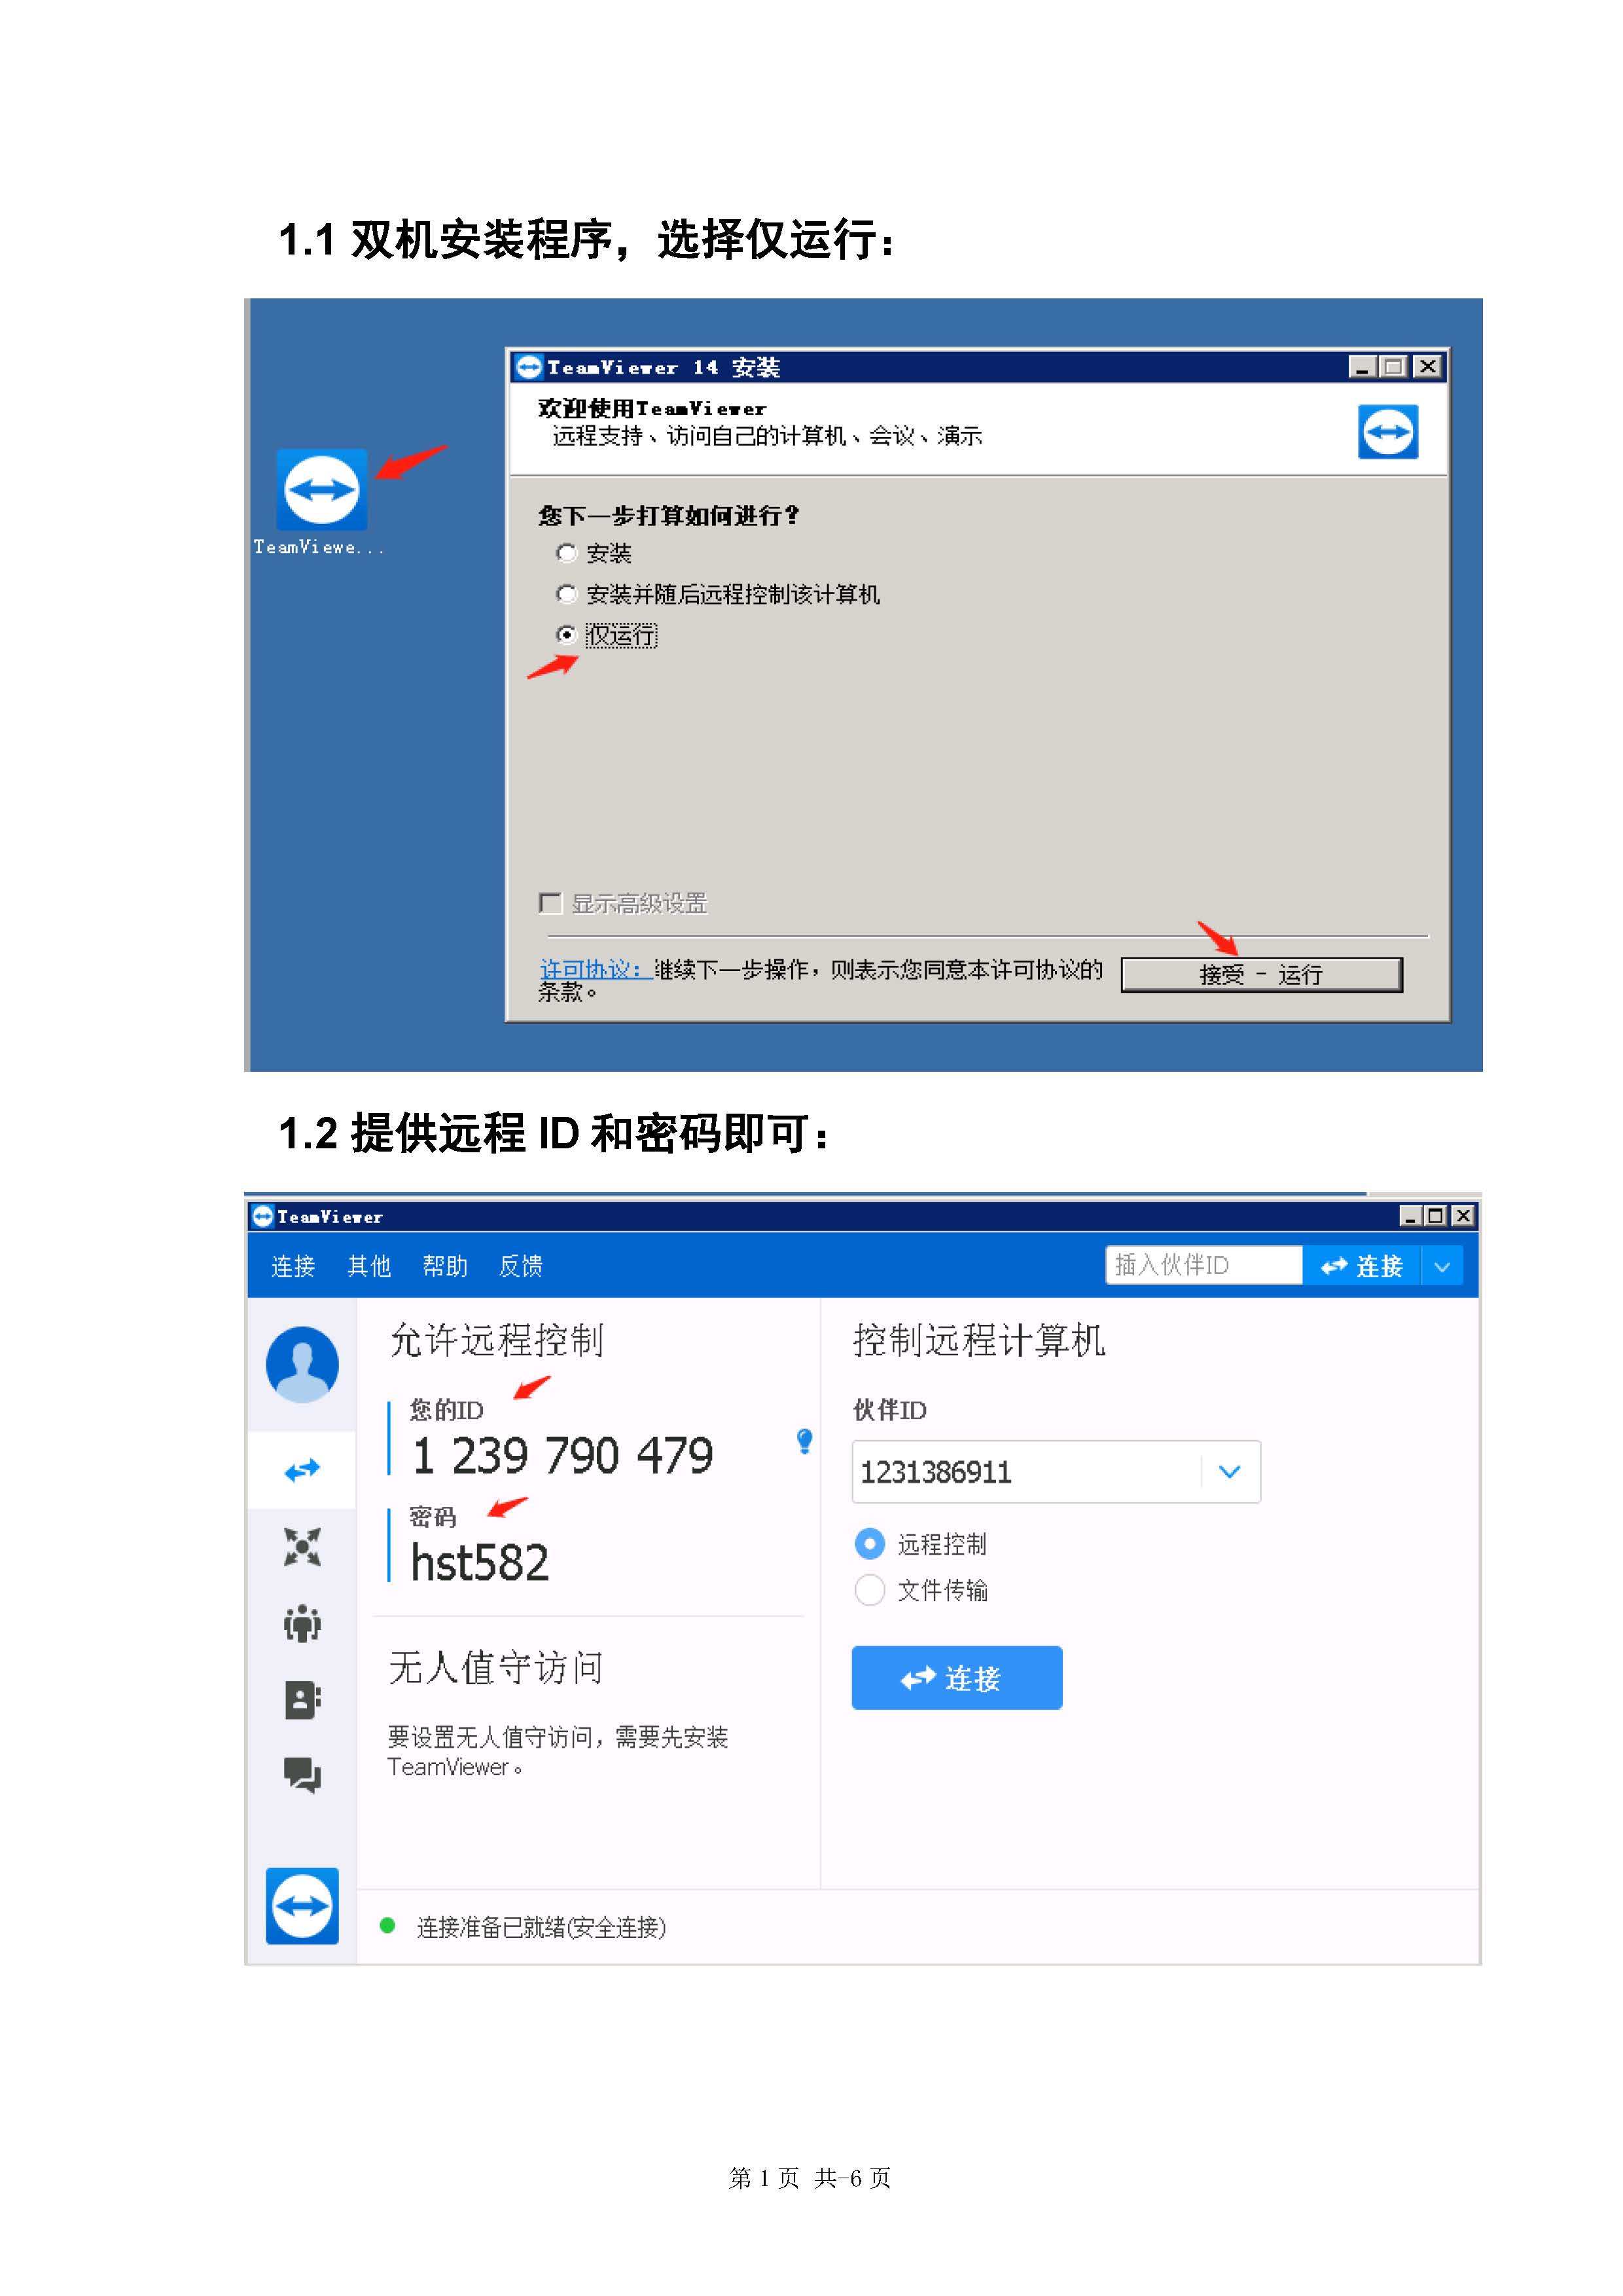 1.1 双机安装程序，选择仅运行：
TeamViewer 14 安装
欢迎使用TeamViewer
远程支持、访问自己的计算机、会议、演示
TeamViewe...
您下一步打算如何进行？
安装
安装并随后远程控制该计算机
仅运行
显示高级设置
许可协议：继续下一步操作，则表示您同意本许可协议的
条款。
接受 - 运行
1.2 提供远程 ID 和密码即可：
TeamViewer
连接 其他 帮助 反馈 插入伙伴ID 连接
允许远程控制
您的ID
1 239 790 479
密码
hst582
无人值守访问
要设置无人值守访问，需要先安装
TeamViewer。
控制远程计算机
伙伴ID
1231386911
远程控制
文件传输
连接
连接准备已就绪(安全连接)
第 1 页 共-6 页